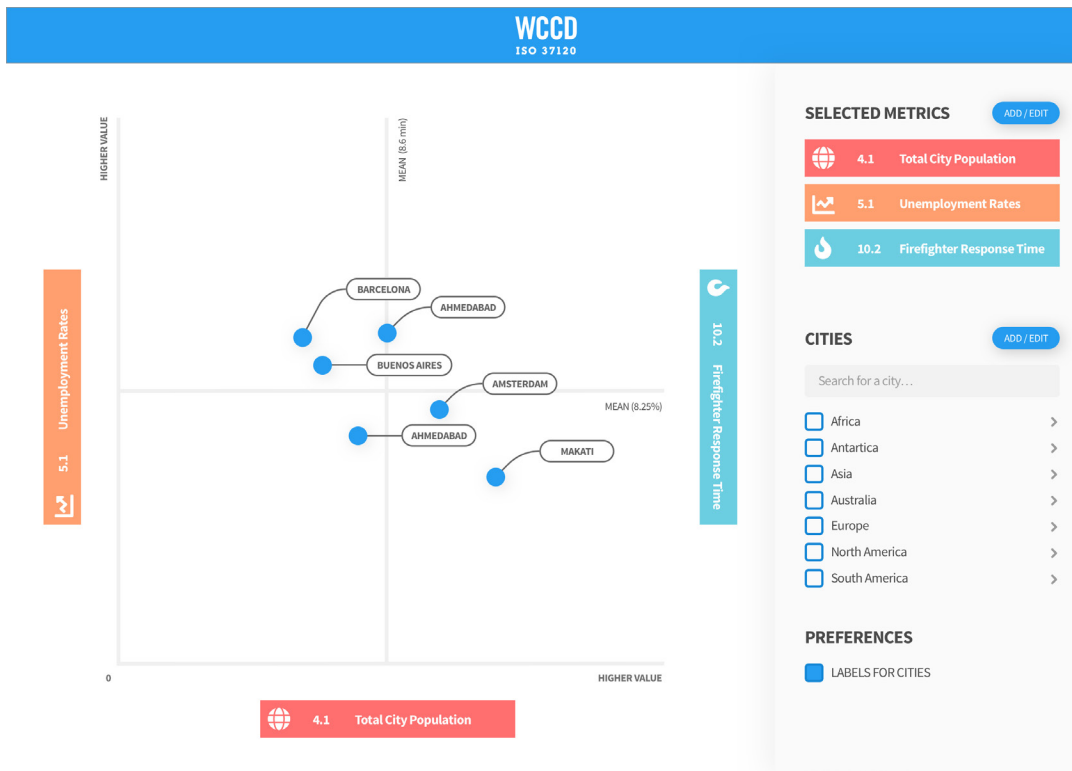 WCCD
ISO 37120
HIGHER VALUE
MEAN (8.6 min)
BARCELONA
AHMEDABAD
BUENOS AIRES
AMSTERDAM
MEAN (8.25%)
AHMEDABAD
MAKATI
5.1 Unemployment Rates
10.2 Firefighter Response Time
0
HIGHER VALUE
4.1 Total City Population
SELECTED METRICS
ADD / EDIT
4.1 Total City Population
5.1 Unemployment Rates
10.2 Firefighter Response Time
CITIES
ADD / EDIT
Search for a city…
Africa
Antartica
Asia
Australia
Europe
North America
South America
PREFERENCES
LABELS FOR CITIES